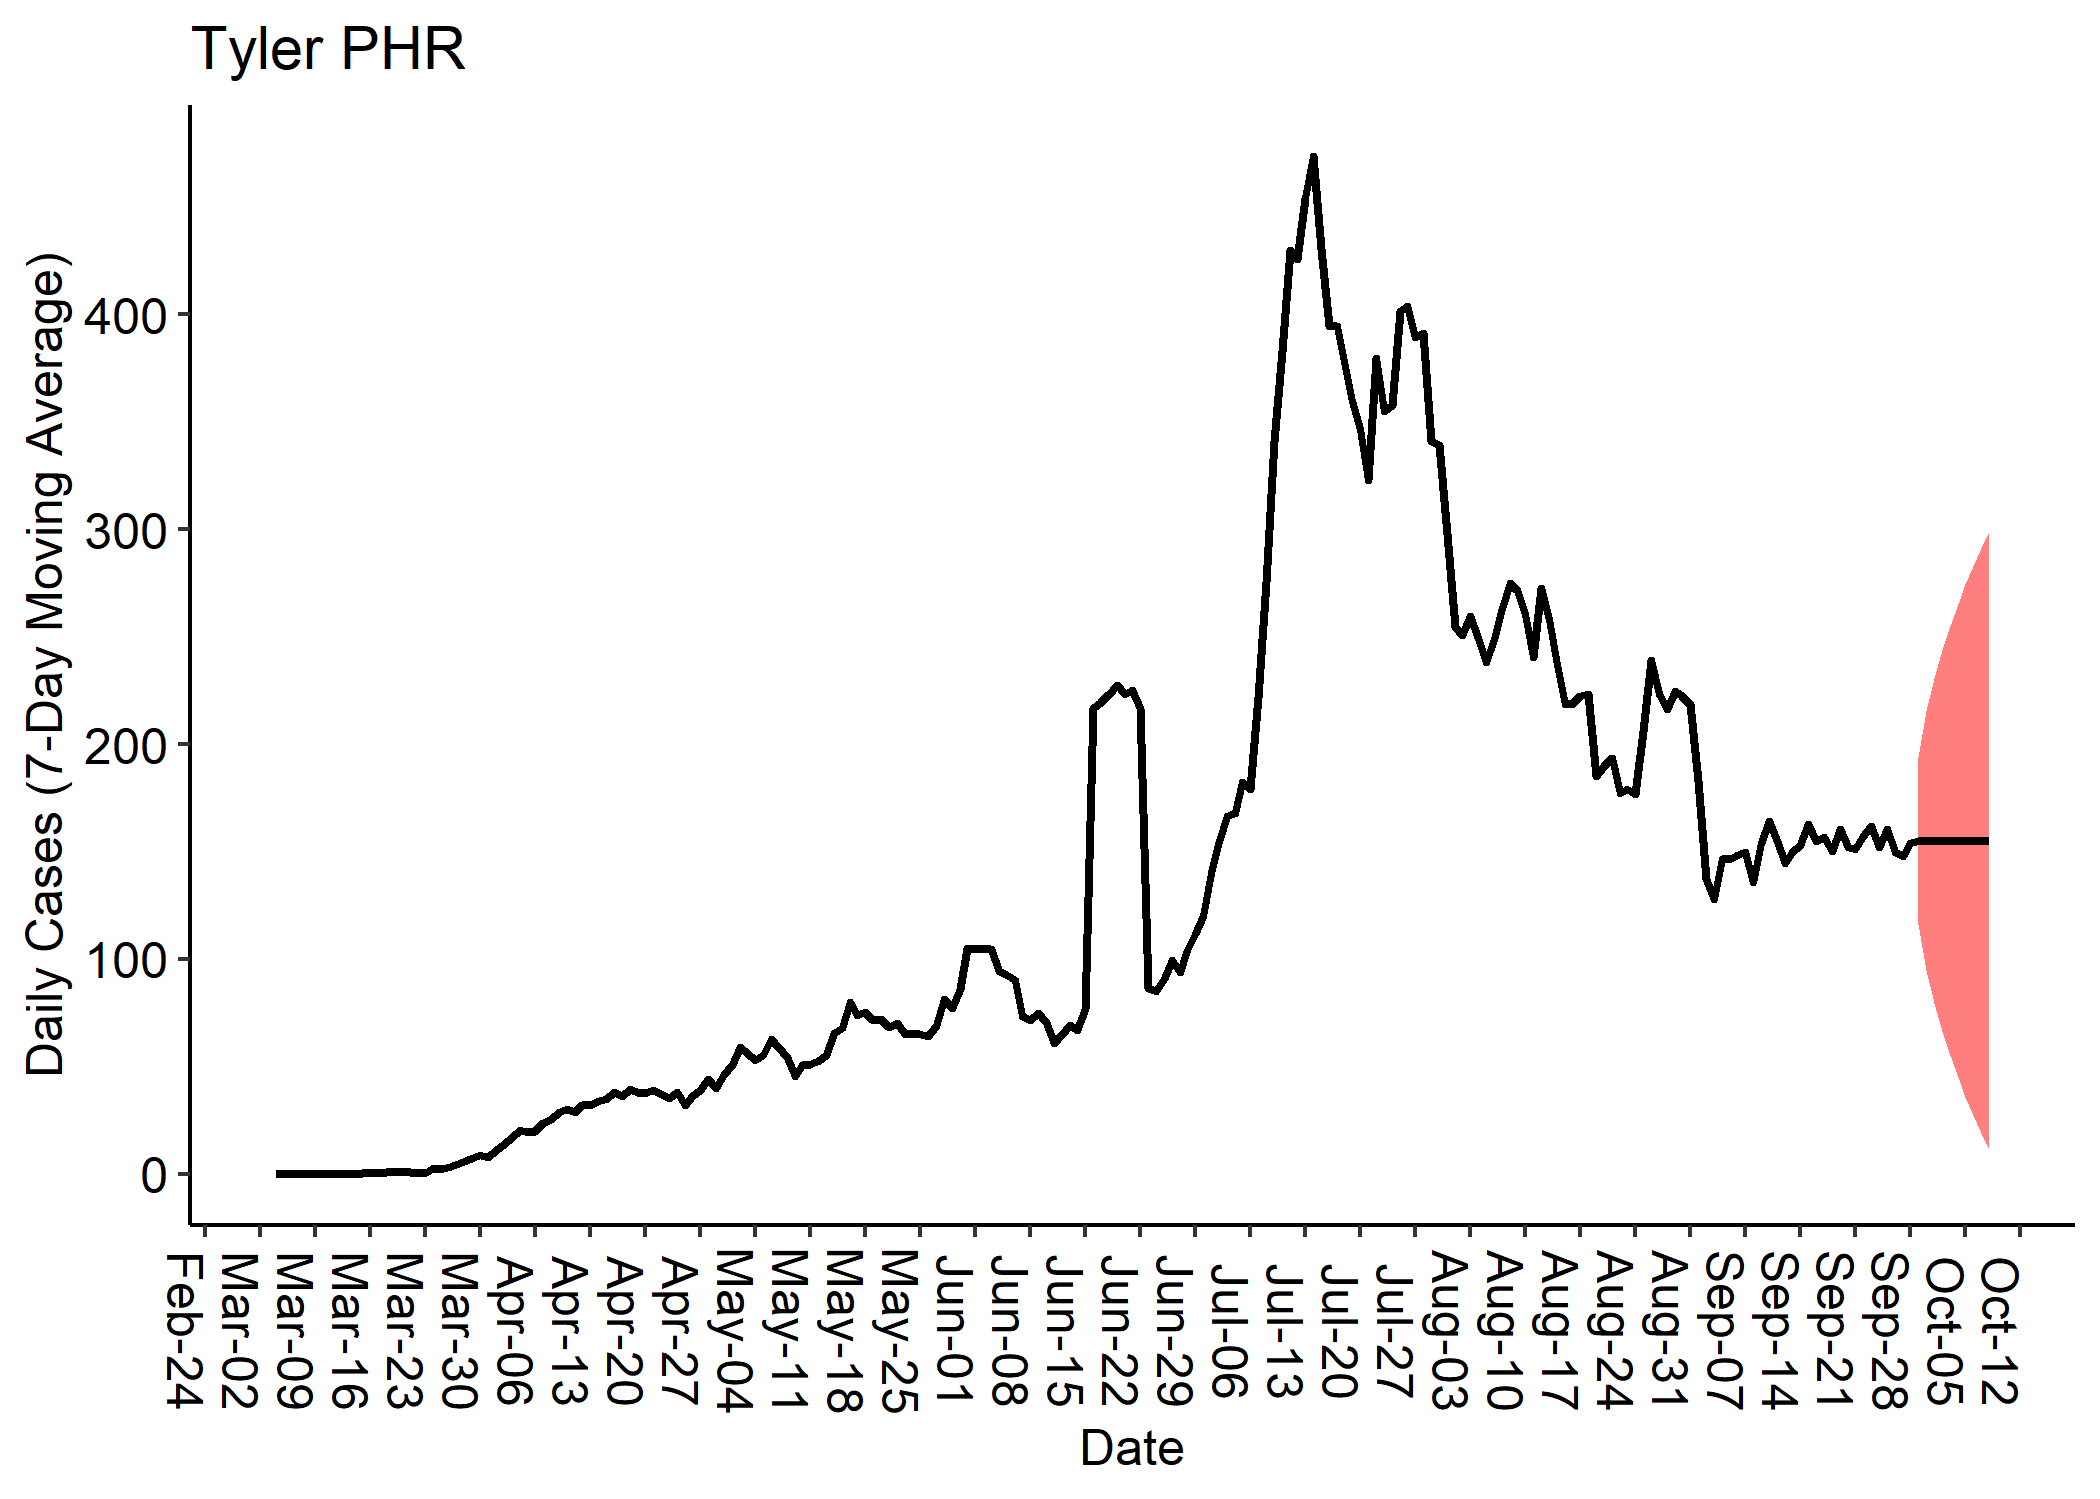 Tyler PHR
Daily Cases (7-Day Moving Average)
400
300
200
100
0
Feb-24
Mar-02
Mar-09
Mar-16
Mar-23
Mar-30
Apr-06
Apr-13
Apr-20
Apr-27
May-04
May-11
May-18
May-25
Jun-01
Jun-08
Jun-15
Jun-22
Jun-29
Jul-06
Jul-13
Jul-20
Jul-27
Aug-03
Aug-10
Aug-17
Aug-24
Aug-31
Sep-07
Sep-14
Sep-21
Sep-28
Oct-05
Oct-12
Date